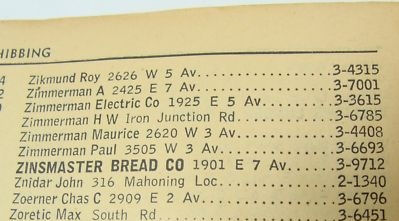 HIBBING
Zikmund Roy 2626 W 5 Av 3-4315
Zimmerman A 2425 E 7 Av 3-7001
Zimmerman Electric Co 1925 E 5 Av 3-3615
Zimmerman H W Iron Junction Rd 3-6785
Zimmerman Maurice 2620 W 3 Av 3-4408
Zimmerman Paul 3505 W 3 Av 3-6693
ZINSMASTER BREAD CO 1901 E 7 Av 3-9712
Znidar John 316 Mahoning Loc 2-1340
Zoerner Chas C 2909 E 2 Av 3-6796
Zoretic Max South Rd 3-6451